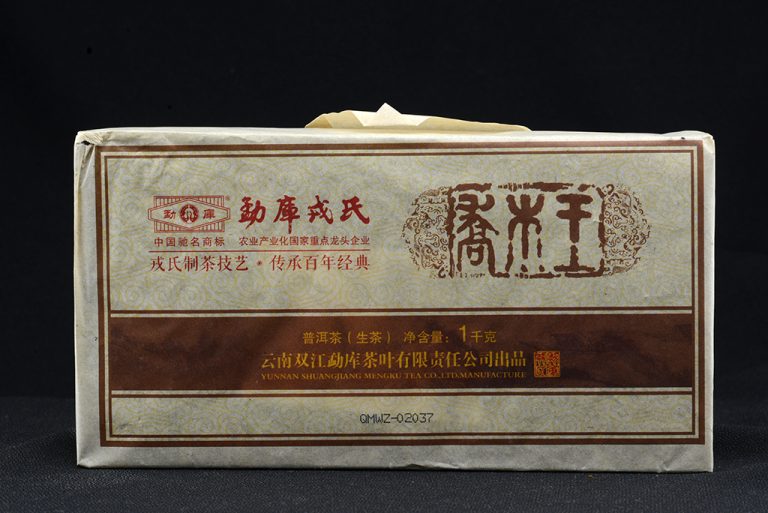 勐库
®
勐库戎氏
中国驰名商标 农业产业化国家重点龙头企业
戎氏制茶技艺·传承百年经典
乔木王
普洱茶（生茶） 净含量：1千克
云南双江勐库茶叶有限责任公司出品
YUNNAN SHUANGJIANG MENGKU TEA CO.,LTD.MANUFACTURE
QMWZ-02037